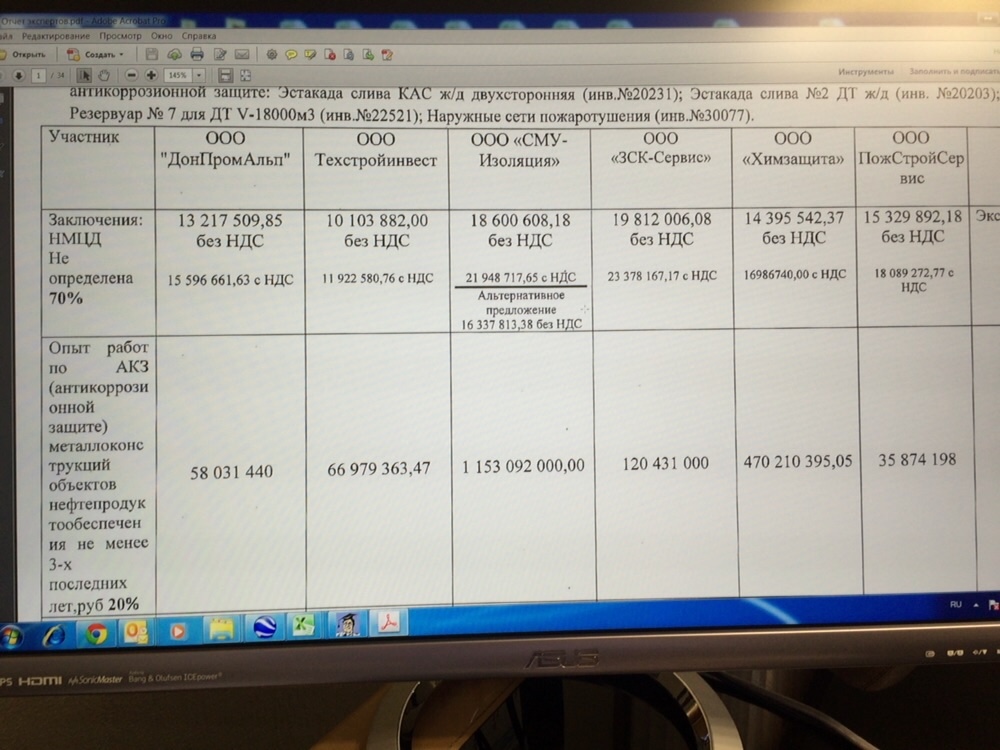 Отчет экспертов.pdf - Adobe Acrobat Pro
Редактирование Просмотр Окно Справка
Открыть Создать
1 / 34 145%
Инструменты Заполнить и подписать
антикоррозионной защите: Эстакада слива КАС ж/д двухсторонняя (инв.№20231); Эстакада слива №2 ДТ ж/д (инв. №20203);
Резервуар № 7 для ДТ V-18000м3 (инв.№22521); Наружные сети пожаротушения (инв.№30077).
Участник
ООО
"ДонПромАльп"
ООО
Техстройинвест
ООО «СМУ-
Изоляция»
ООО
«ЗСК-Сервис»
ООО
«Химзащита»
ООО
ПожСтройСер
вис
Заключения:
НМЦД
Не
определена
70%
13 217 509,85
без НДС
15 596 661,63 с НДС
10 103 882,00
без НДС
11 922 580,76 с НДС
18 600 608,18
без НДС
21 948 717,65 с НДС
Альтернативное
предложение
16 337 813,38 без НДС
19 812 006,08
без НДС
23 378 167,17 с НДС
14 395 542,37
без НДС
16986740,00 с НДС
15 329 892,18
без НДС
18 089 272,77 с
НДС
Экс
Опыт работ
по АКЗ
(антикоррози
онной
защите)
металлоконс
трукций
объектов
нефтепродук
тообеспечен
ия не менее
3-х
последних
лет,руб 20%
58 031 440
66 979 363,47
1 153 092 000,00
120 431 000
470 210 395,05
35 874 198
RU
ASUS
HDMI SonicMaster Bang & Olufsen ICEpower